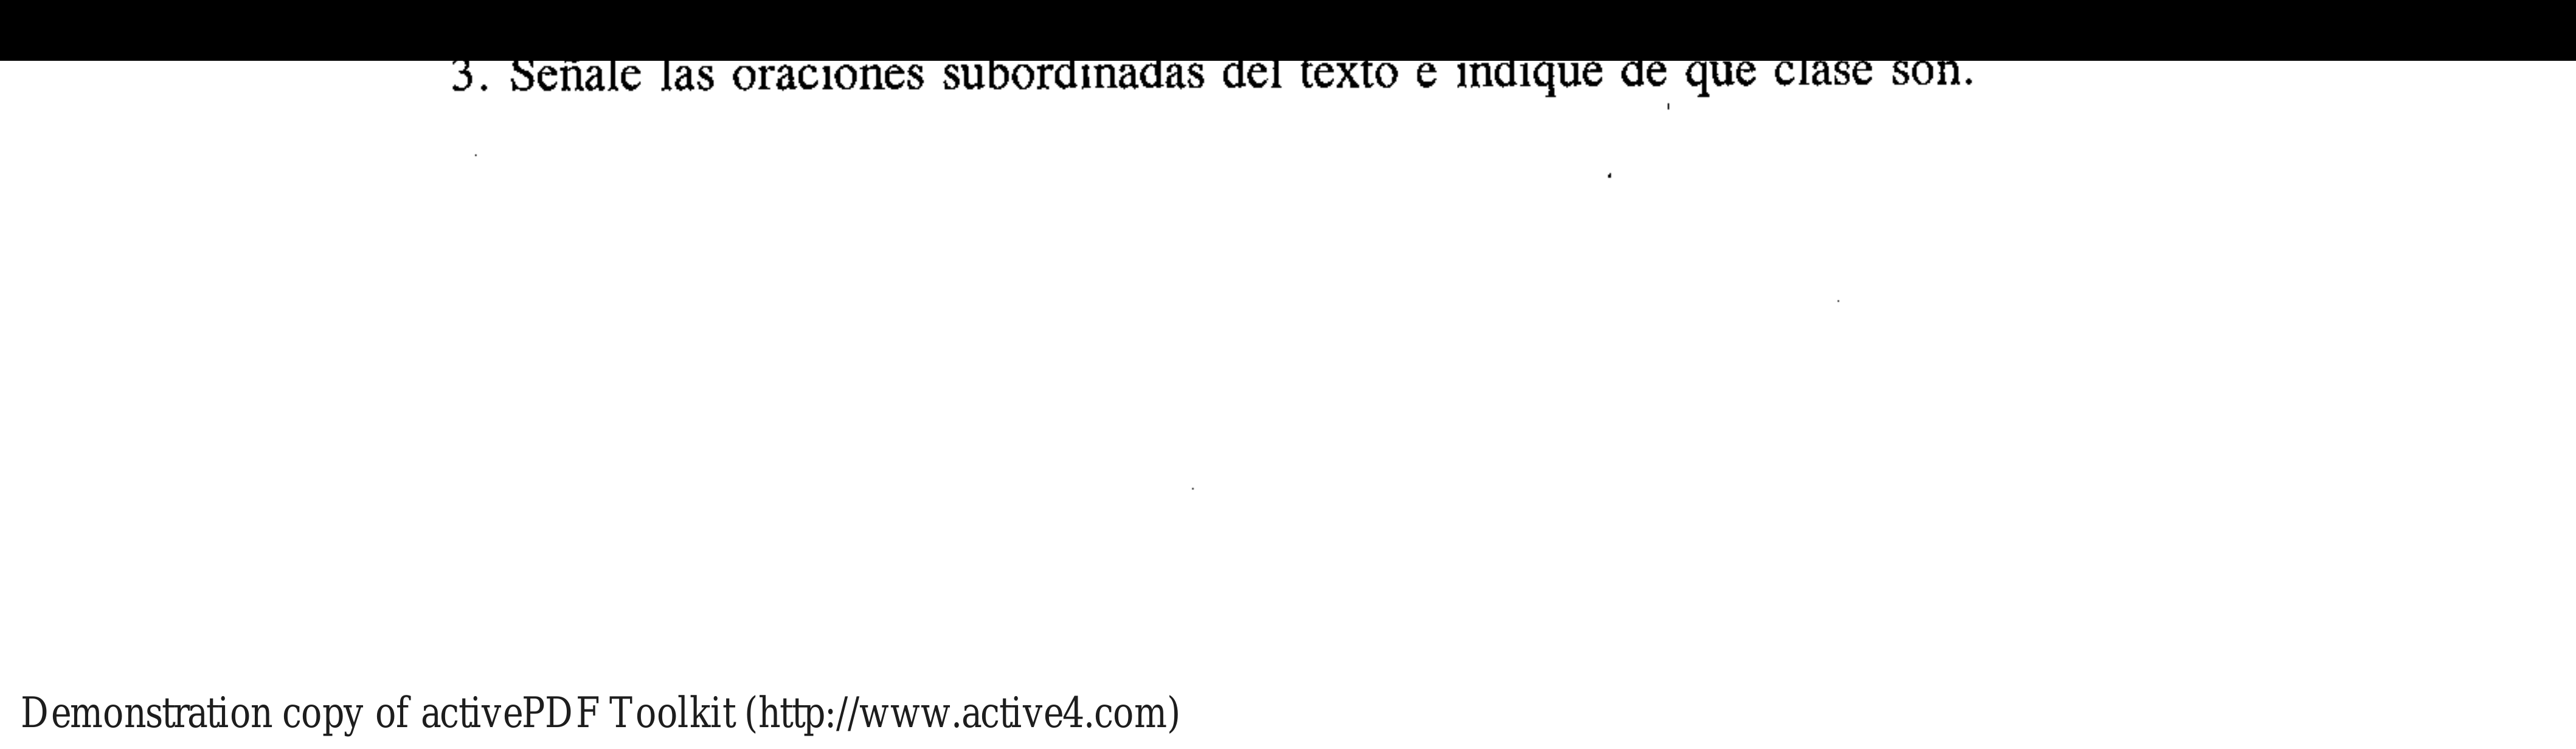 3. Señale las oraciones subordinadas del texto e indique de qué clase son.
Demonstration copy of activePDF Toolkit (http://www.active4.com)